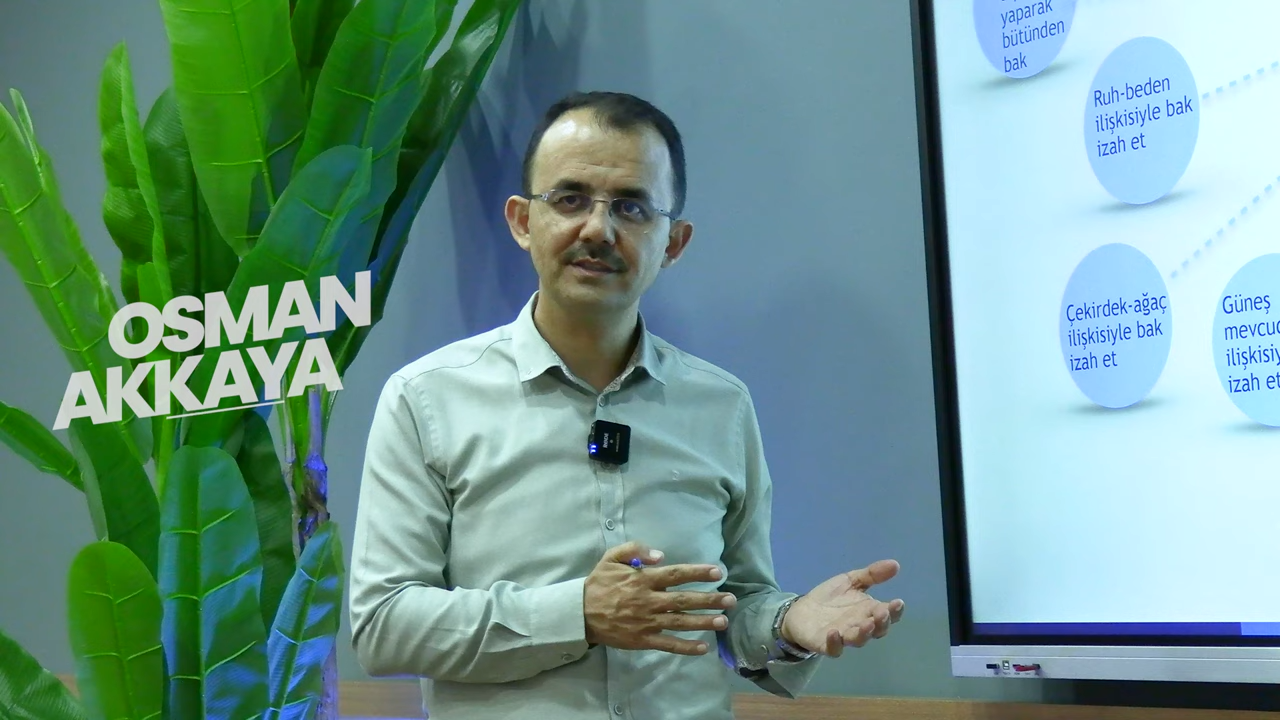 OSMAN
AKKAYA
yaparak
bütünden
bak
Ruh-beden
ilişkisiyle bak
izah et
Çekirdek-ağaç
ilişkisiyle bak
izah et
Güneş
ilişkisiy
izah et
RODE